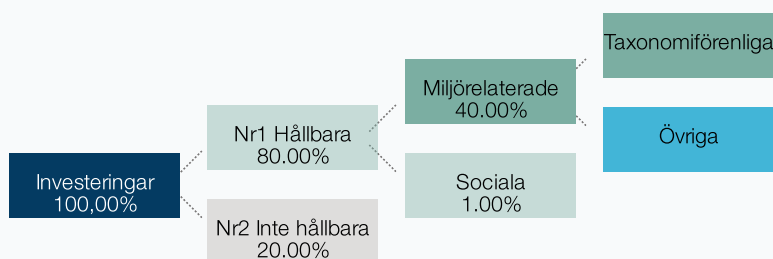 Investeringar
100,00%
Nr1 Hållbara
80.00%
Nr2 Inte hållbara
20.00%
Miljörelaterade
40.00%
Sociala
1.00%
Taxonomiförenliga
Övriga